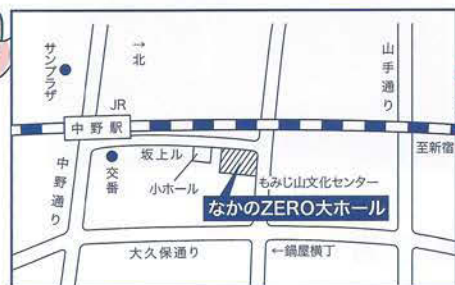 サンプラザ
→北
山手通り
JR
中野駅
至新宿
中野通り
交番
坂上ル
小ホール
もみじ山文化センター
なかのZERO大ホール
大久保通り
←鍋屋横丁